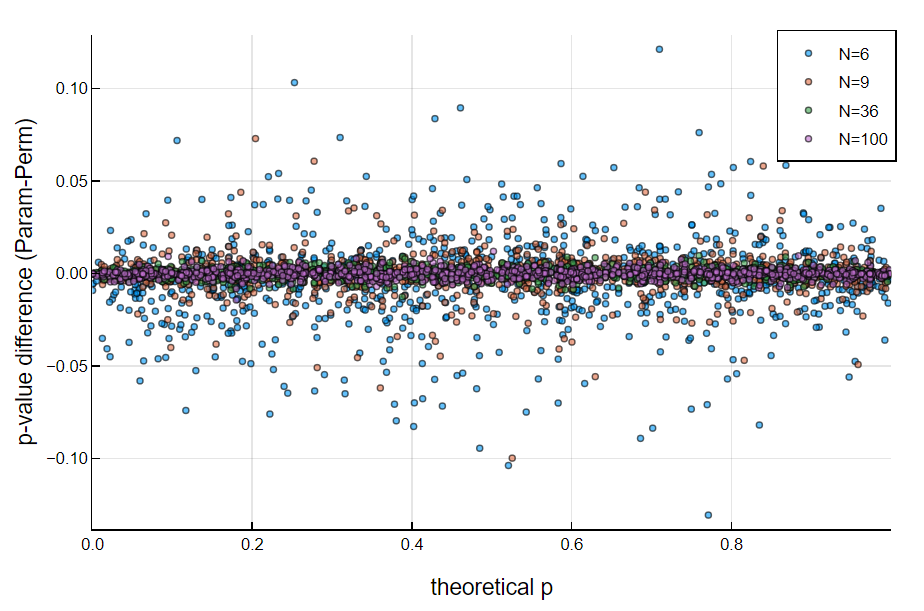 N=6
N=9
N=36
N=100
0.10
0.05
0.00
−0.05
−0.10
p-value difference (Param-Perm)
0.0 0.2 0.4 0.6 0.8
theoretical p